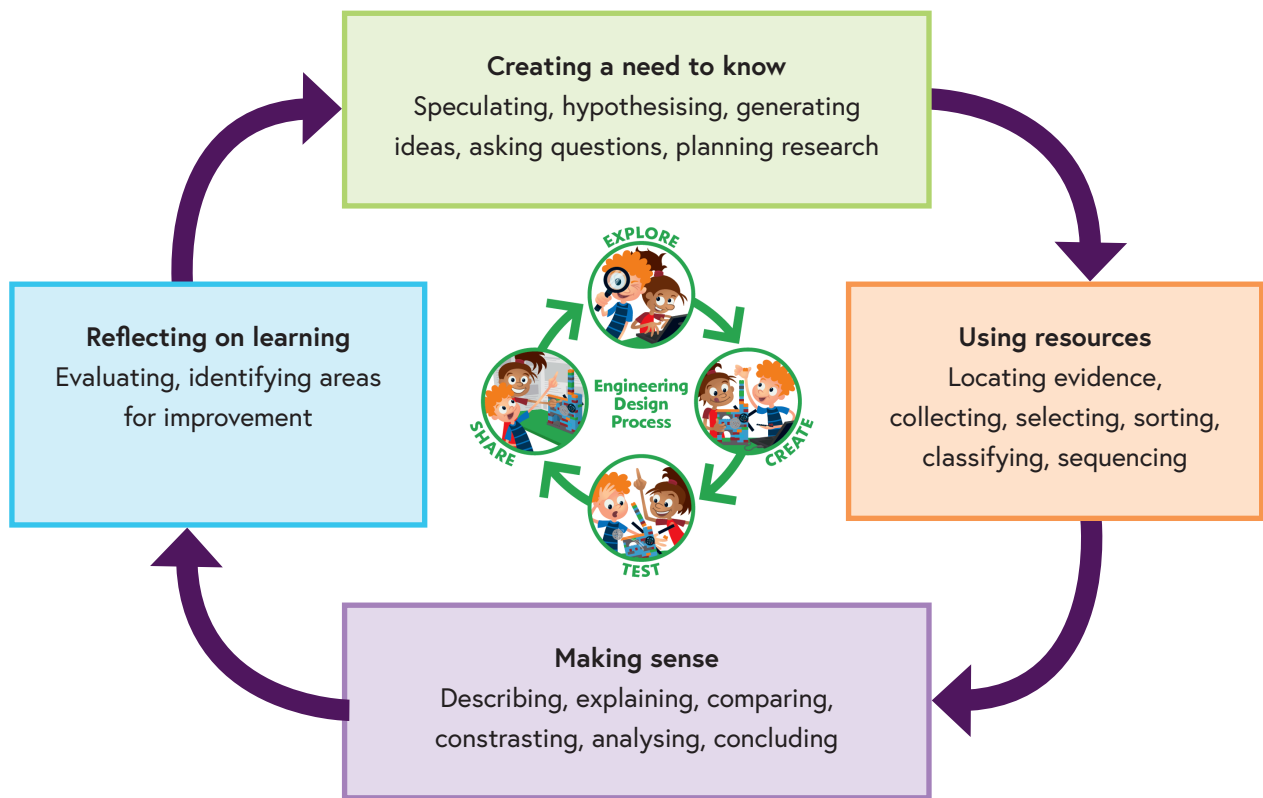 Creating a need to know
Speculating, hypothesising, generating
ideas, asking questions, planning research
EXPLORE
Reflecting on learning
Evaluating, identifying areas
for improvement
Engineering
Design
Process
Using resources
Locating evidence,
collecting, selecting, sorting,
classifying, sequencing
SHARE
CREATE
TEST
Making sense
Describing, explaining, comparing,
constrasting, analysing, concluding